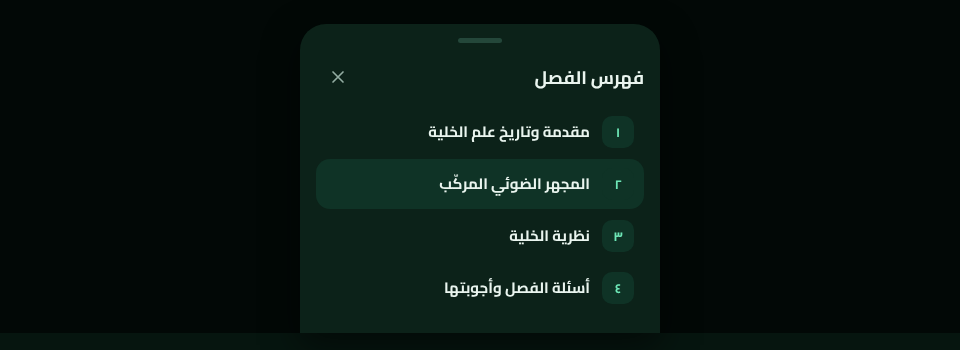 فهرس الفصل
١ مقدمة وتاريخ علم الخلية
٢ المجهر الضوئي المركّب
٣ نظرية الخلية
٤ أسئلة الفصل وأجوبتها